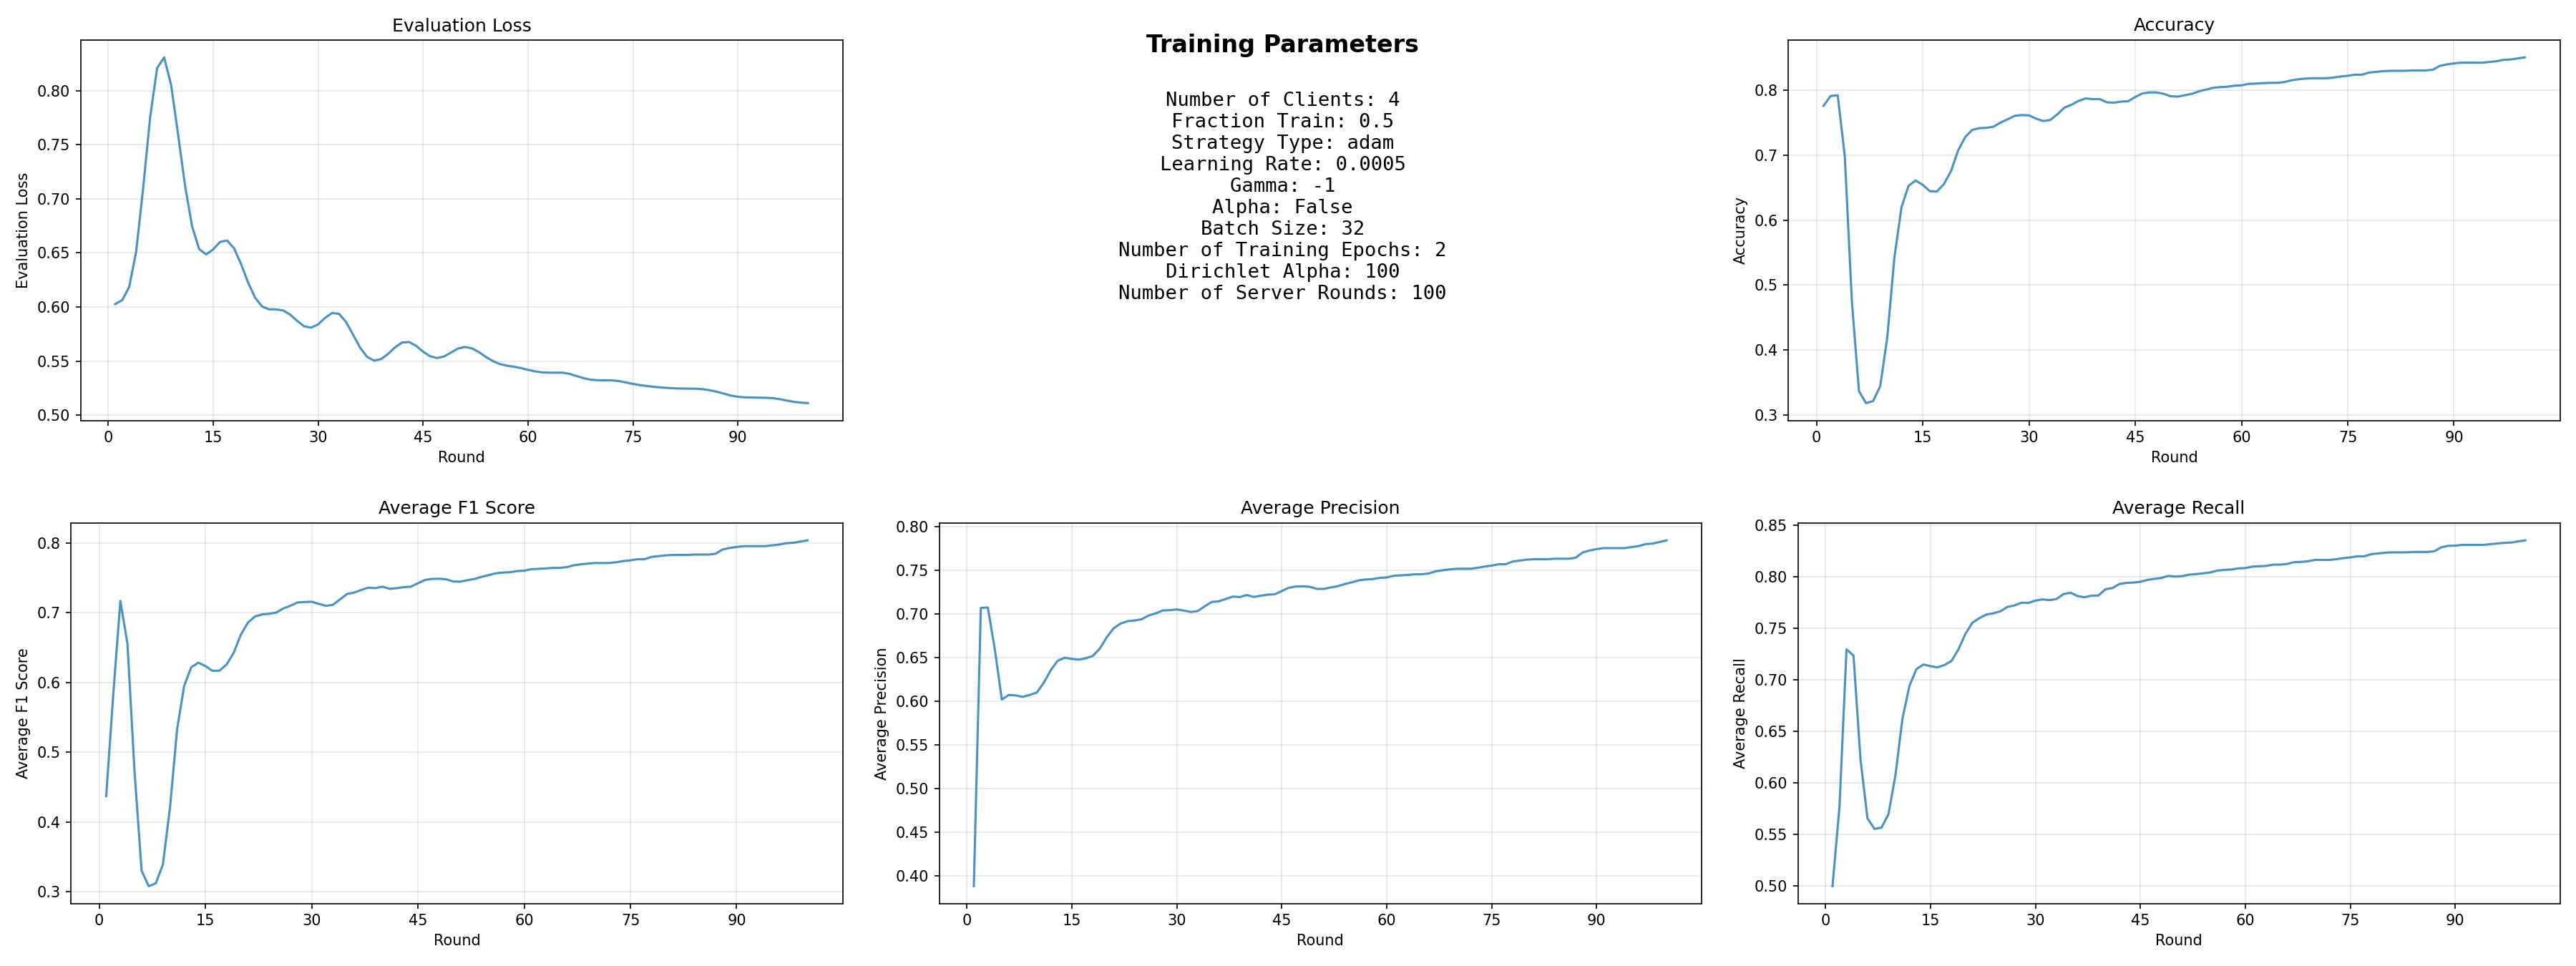 Evaluation Loss
Evaluation Loss
0.80
0.75
0.70
0.65
0.60
0.55
0.50
0 15 30 45 60 75 90
Round
Training Parameters
Number of Clients: 4
Fraction Train: 0.5
Strategy Type: adam
Learning Rate: 0.0005
Gamma: -1
Alpha: False
Batch Size: 32
Number of Training Epochs: 2
Dirichlet Alpha: 100
Number of Server Rounds: 100
Accuracy
Accuracy
0.8
0.7
0.6
0.5
0.4
0.3
0 15 30 45 60 75 90
Round
Average F1 Score
Average F1 Score
0.8
0.7
0.6
0.5
0.4
0.3
0 15 30 45 60 75 90
Round
Average Precision
Average Precision
0.80
0.75
0.70
0.65
0.60
0.55
0.50
0.45
0.40
0 15 30 45 60 75 90
Round
Average Recall
Average Recall
0.85
0.80
0.75
0.70
0.65
0.60
0.55
0.50
0 15 30 45 60 75 90
Round